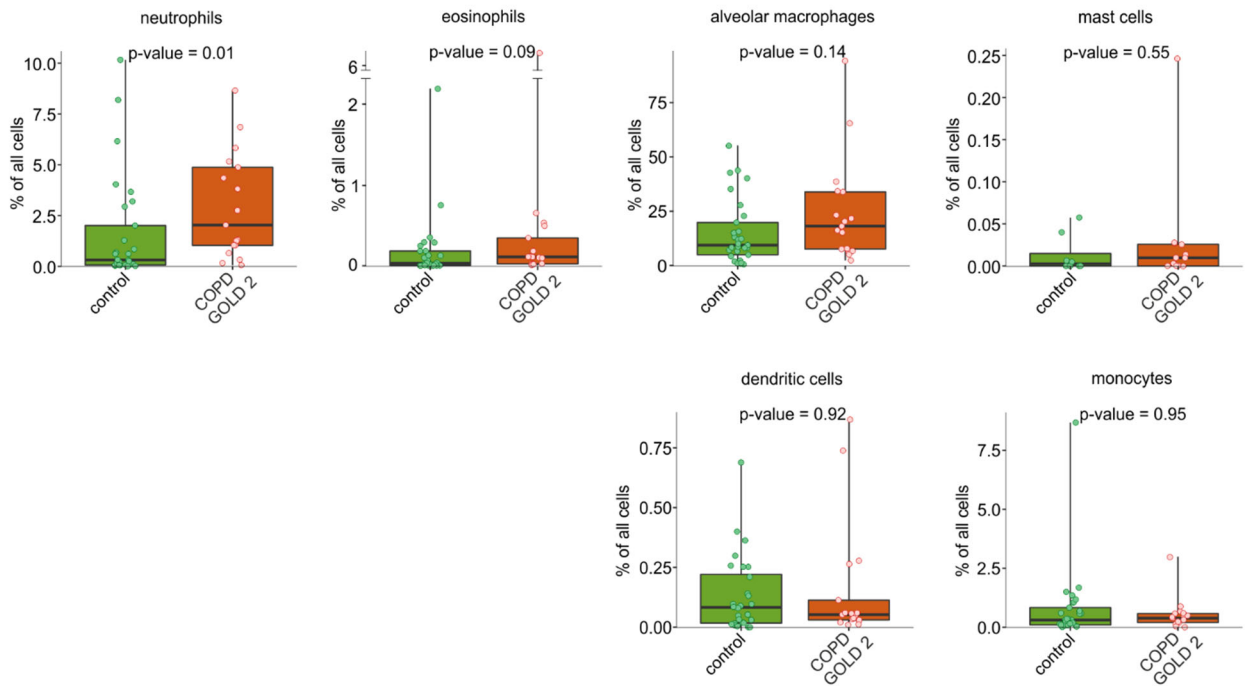 neutrophils
p-value = 0.01
% of all cells
10.0
7.5
5.0
2.5
0.0
control
COPD
GOLD 2
eosinophils
p-value = 0.09
% of all cells
6
2
1
0
control
COPD
GOLD 2
alveolar macrophages
p-value = 0.14
% of all cells
75
50
25
0
control
COPD
GOLD 2
mast cells
p-value = 0.55
% of all cells
0.25
0.20
0.15
0.10
0.05
0.00
control
COPD
GOLD 2
dendritic cells
p-value = 0.92
% of all cells
0.75
0.50
0.25
0.00
control
COPD
GOLD 2
monocytes
p-value = 0.95
% of all cells
7.5
5.0
2.5
0.0
control
COPD
GOLD 2